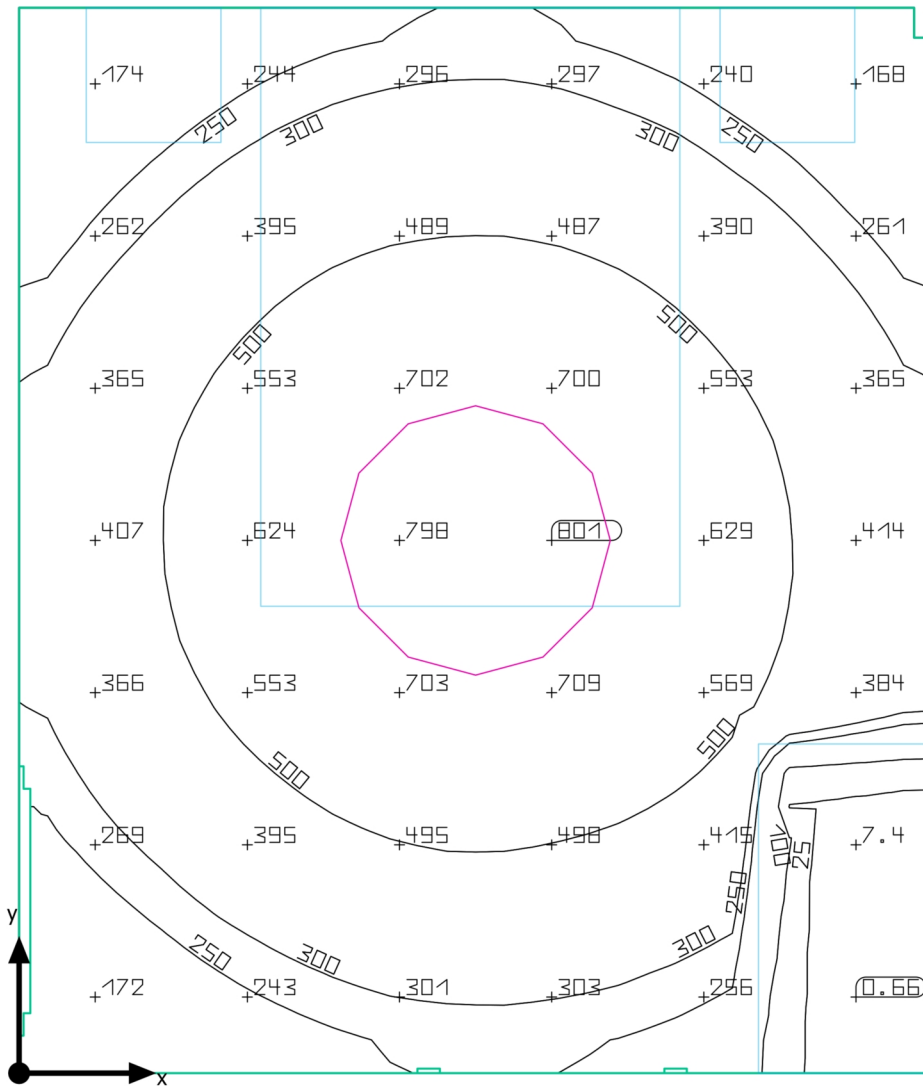 174 244 296 297 240 168
250 300 300 250
262 395 489 487 390 261
500 500
365 553 702 700 553 365
407 624 798 801 629 414
366 553 703 709 569 384
500 500
269 395 495 498 415 100 25 7.4
250
250 300 300
y
172 243 301 303 256 0.66
x